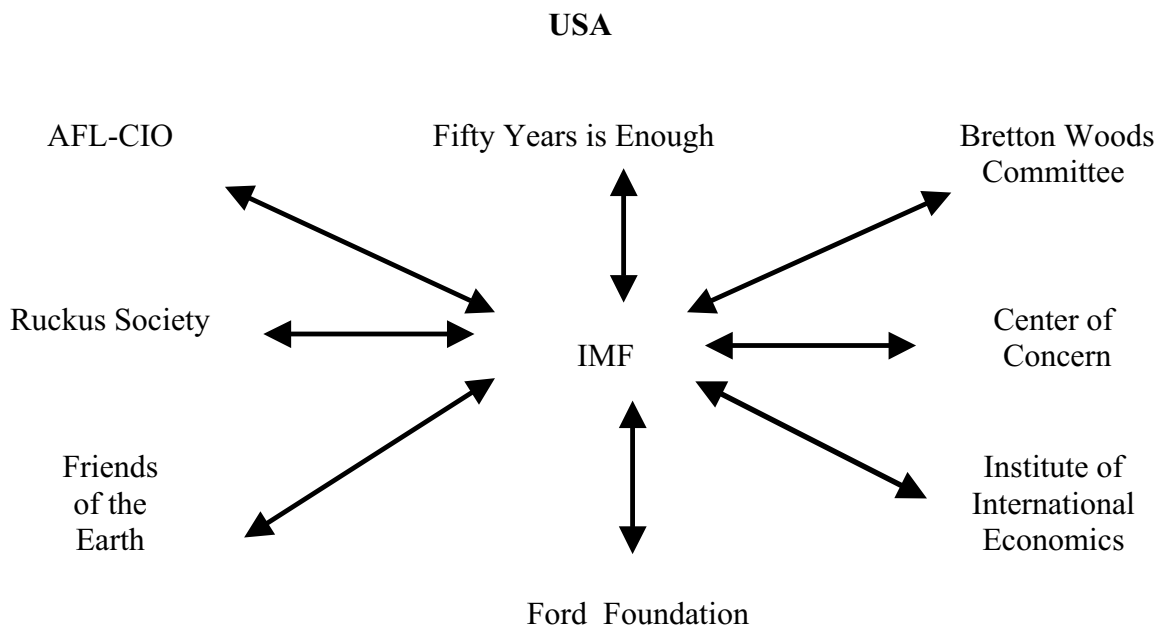 USA
AFL-CIO
Fifty Years is Enough
Bretton Woods
Committee
Ruckus Society
IMF
Center of
Concern
Friends
of the
Earth
Institute of
International
Economics
Ford Foundation